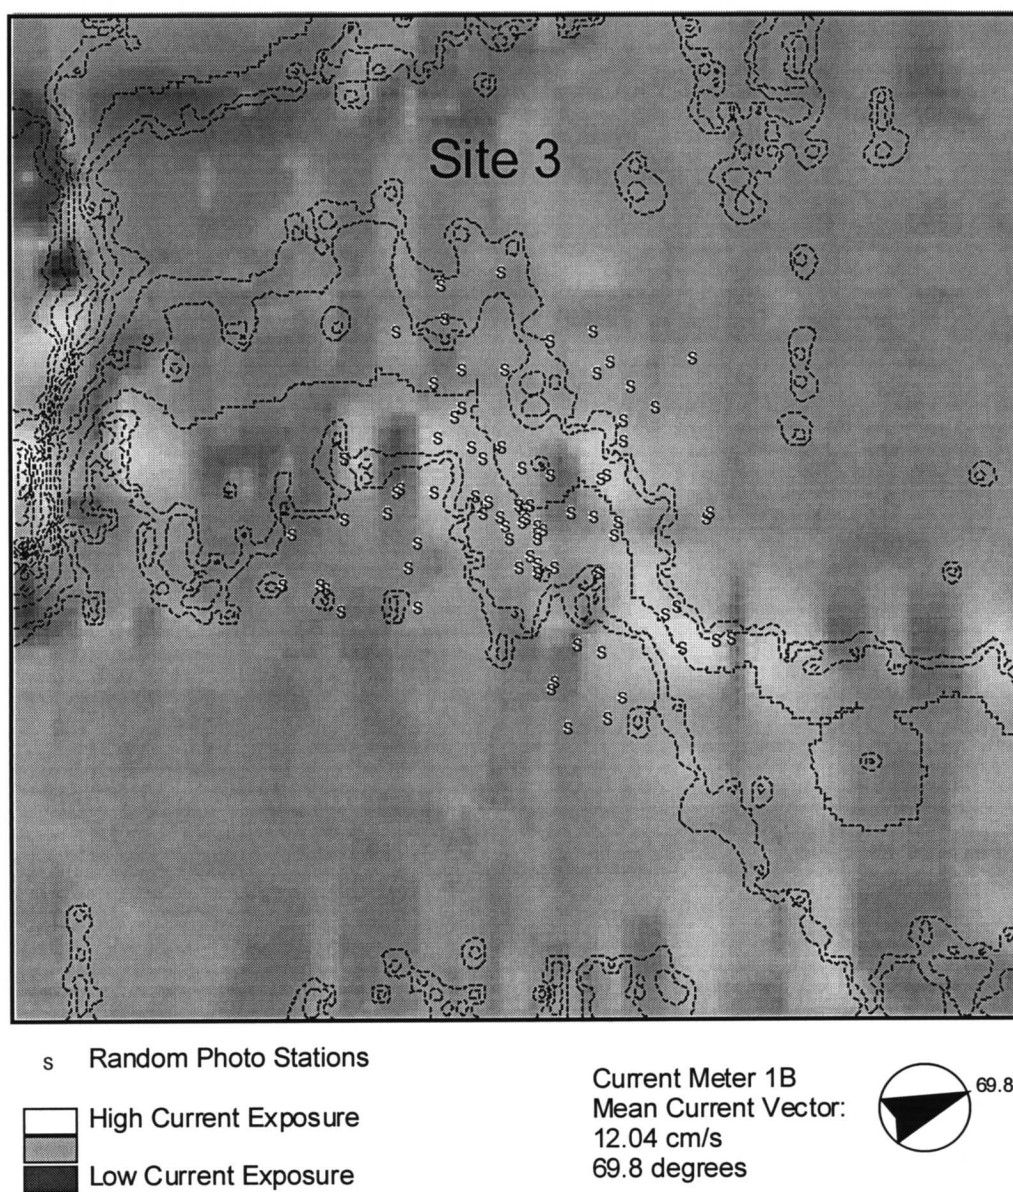 Site 3
s Random Photo Stations
High Current Exposure
Low Current Exposure
Current Meter 1B
Mean Current Vector:
12.04 cm/s
69.8 degrees
69.8